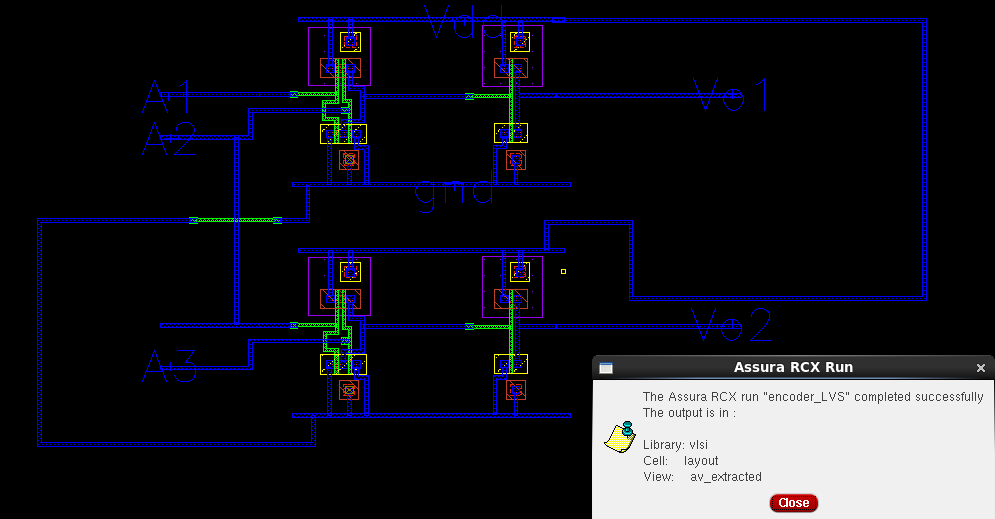 Vdd
A1
Vo1
A2
gnd
Vo2
A3
Assura RCX Run
The Assura RCX run "encoder_LVS" completed successfully
The output is in :
Library: vlsi
Cell: layout
View: av_extracted
Close